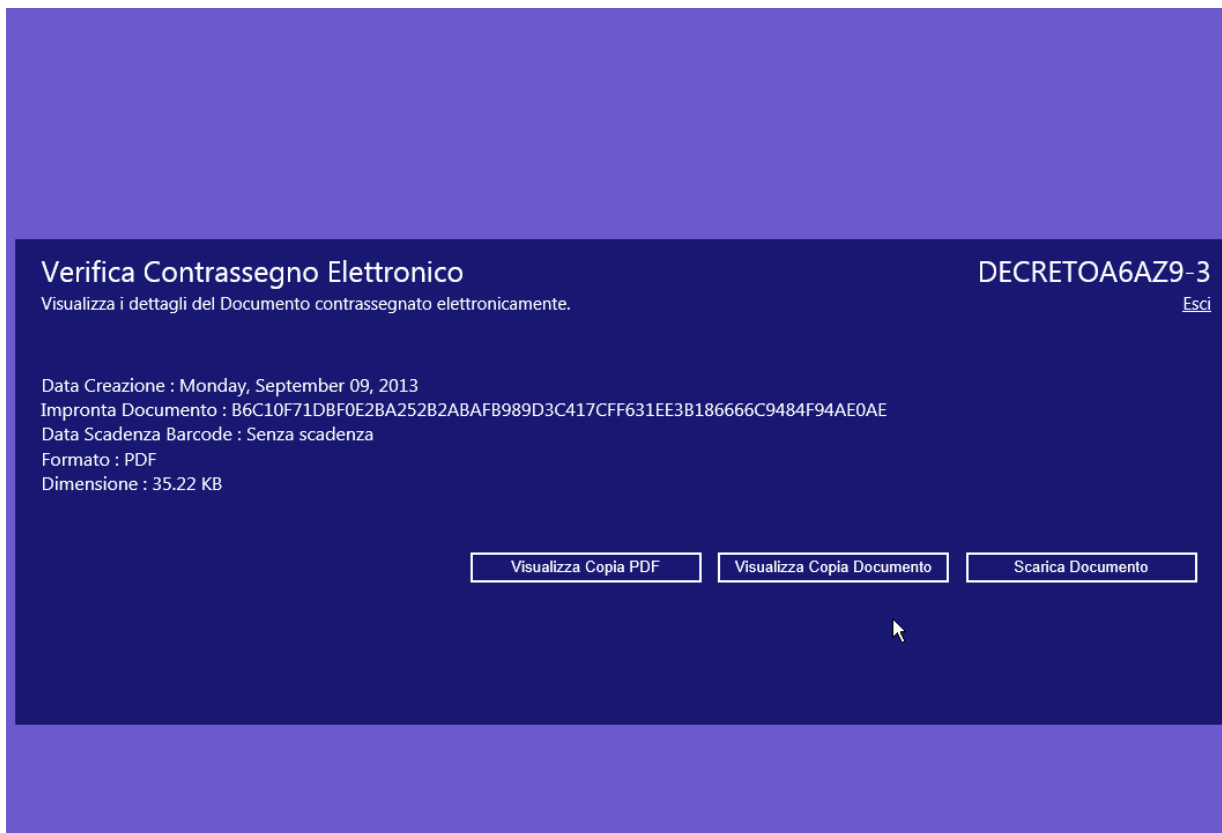 Verifica Contrassegno Elettronico
DECRETOA6AZ9-3
Visualizza i dettagli del Documento contrassegnato elettronicamente.
Esci
Data Creazione : Monday, September 09, 2013
Impronta Documento : B6C10F71DBF0E2BA252B2ABAFB989D3C417CFF631EE3B186666C9484F94AE0AE
Data Scadenza Barcode : Senza scadenza
Formato : PDF
Dimensione : 35.22 KB
Visualizza Copia PDF
Visualizza Copia Documento
Scarica Documento